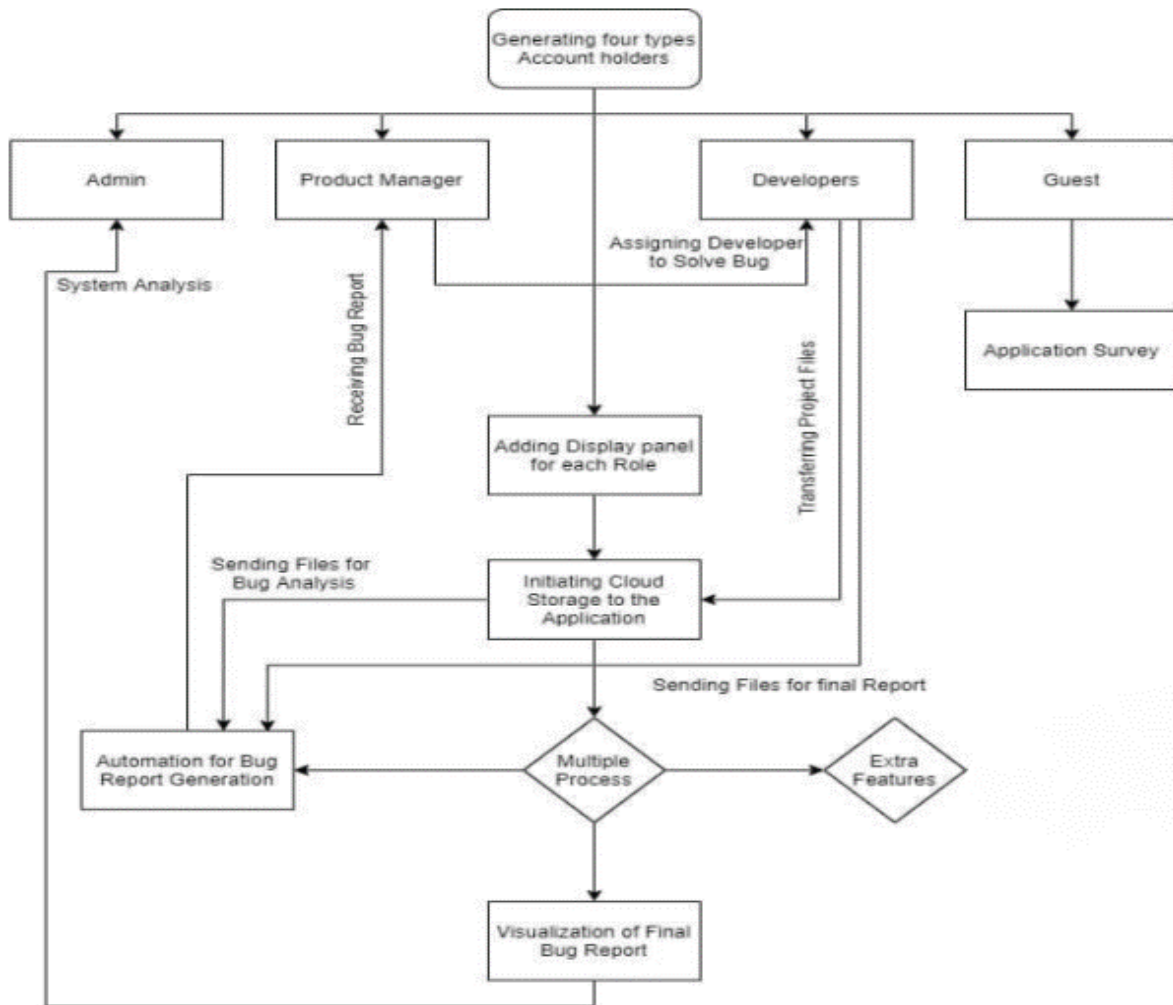 Generating four types
Account holders
Admin
Product Manager
Developers
Guest
Assigning Developer
to Solve Bug
System Analysis
Receiving Bug Report
Application Survey
Transferring Project Files
Adding Display panel
for each Role
Sending Files for
Bug Analysis
Initiating Cloud
Storage to the
Application
Sending Files for final Report
Automation for Bug
Report Generation
Multiple
Process
Extra
Features
Visualization of Final
Bug Report